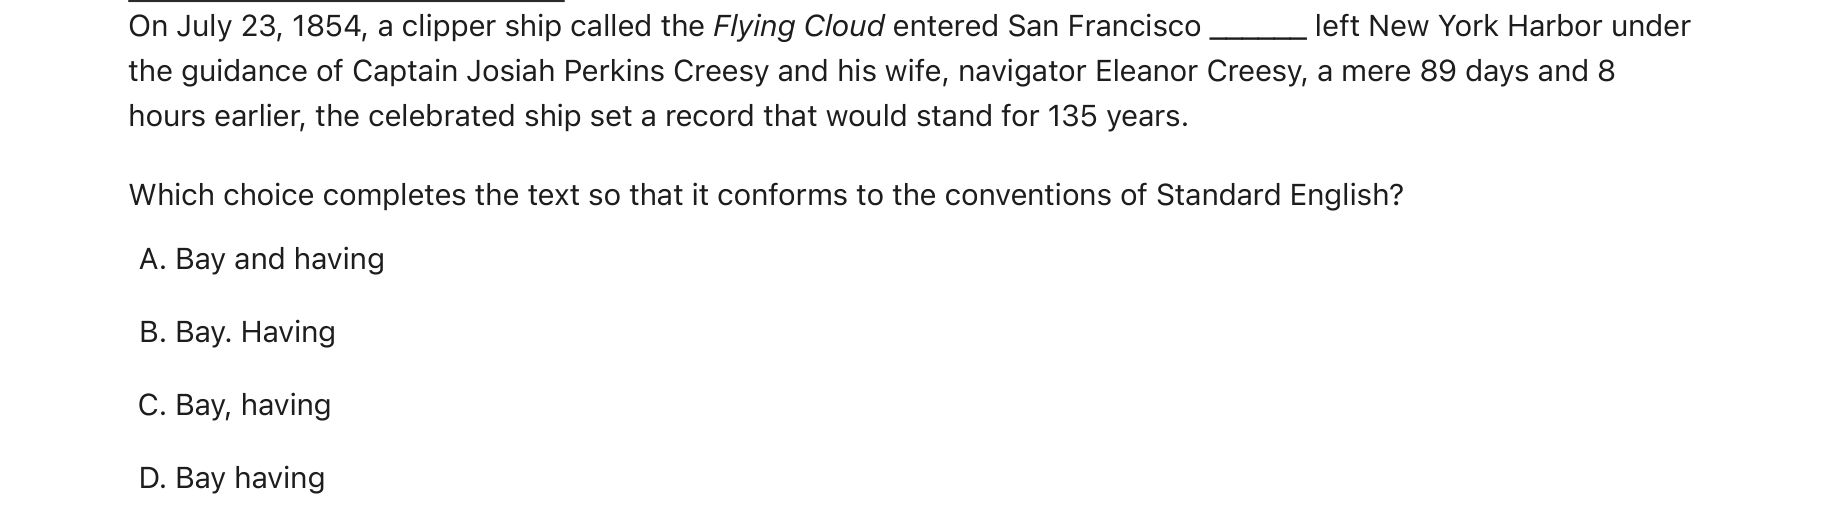 On July 23, 1854, a clipper ship called the Flying Cloud entered San Francisco ______ left New York Harbor under
the guidance of Captain Josiah Perkins Creesy and his wife, navigator Eleanor Creesy, a mere 89 days and 8
hours earlier, the celebrated ship set a record that would stand for 135 years.
Which choice completes the text so that it conforms to the conventions of Standard English?
A. Bay and having
B. Bay. Having
C. Bay, having
D. Bay having